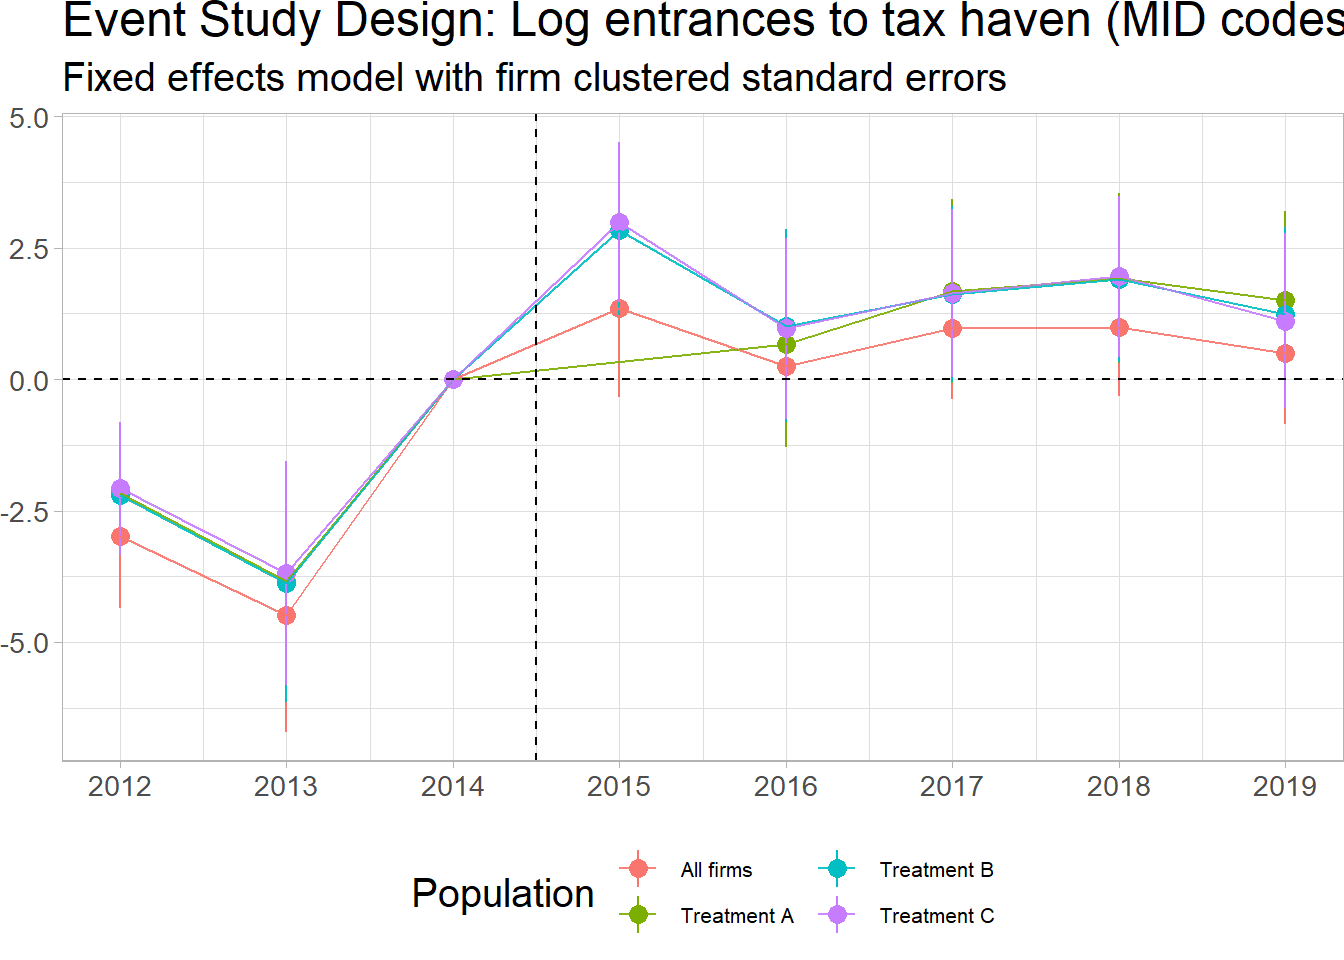 Event Study Design: Log entrances to tax haven (MID codes
Fixed effects model with firm clustered standard errors
5.0
2.5
0.0
-2.5
-5.0
2012 2013 2014 2015 2016 2017 2018 2019
Population
All firms Treatment B
Treatment A Treatment C